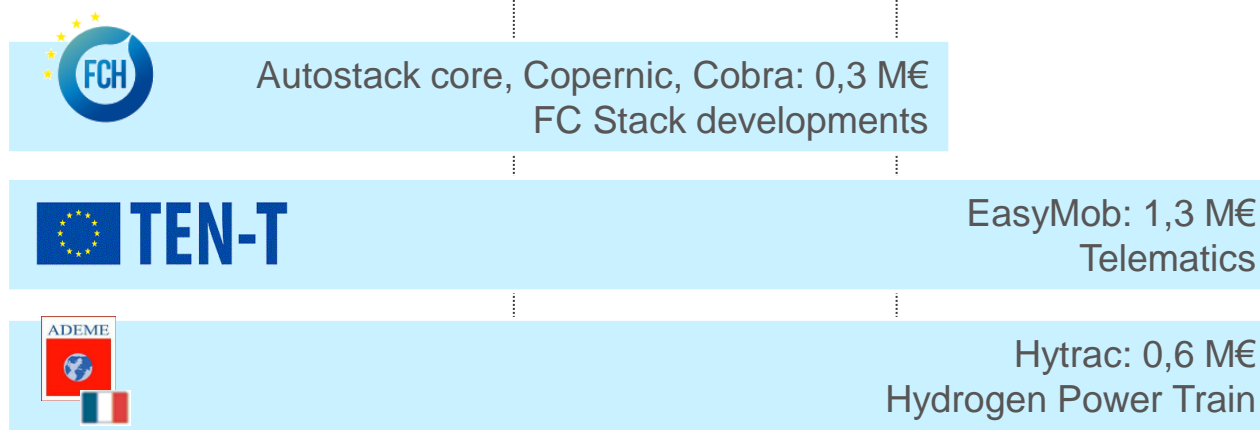 FCH
Autostack core, Copernic, Cobra: 0,3 M€
FC Stack developments
TEN-T
EasyMob: 1,3 M€
Telematics
ADEME
Hytrac: 0,6 M€
Hydrogen Power Train